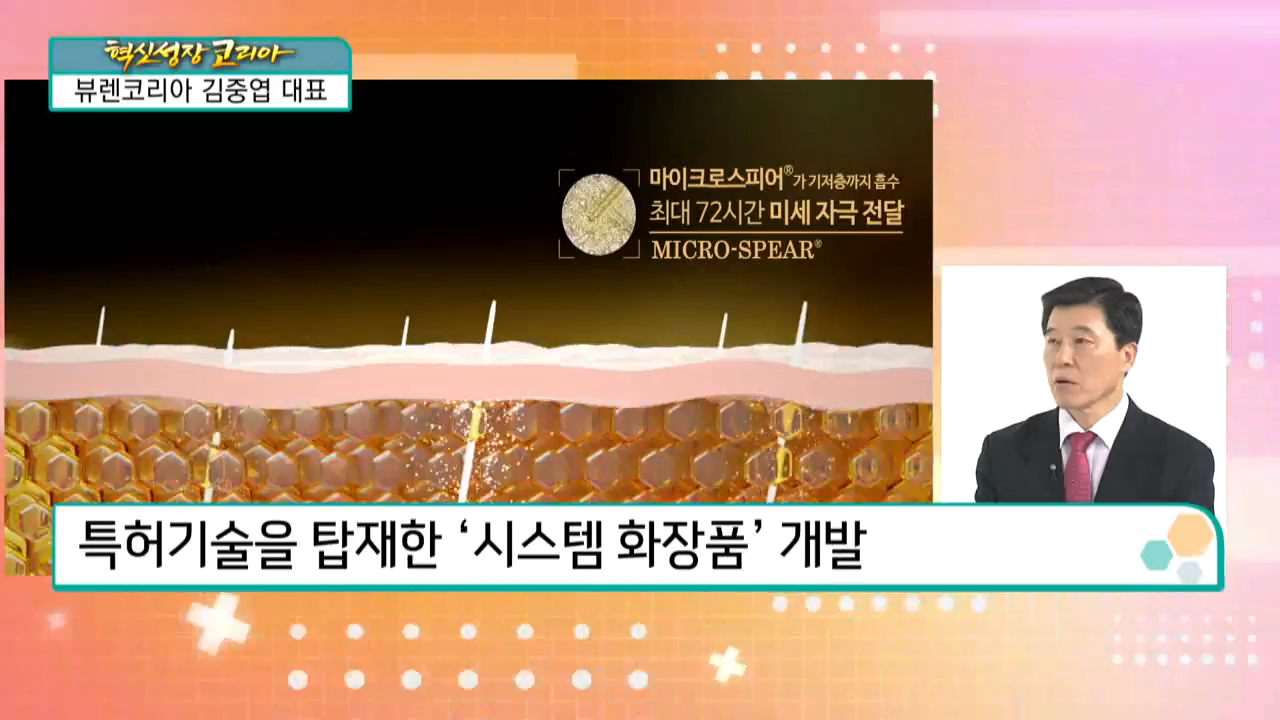 혁신성장 코리아
뷰렌코리아 김중엽 대표
마이크로스피어®가 기저층까지 흡수
최대 72시간 미세 자극 전달
MICRO-SPEAR®
특허기술을 탑재한 ‘시스템 화장품’ 개발